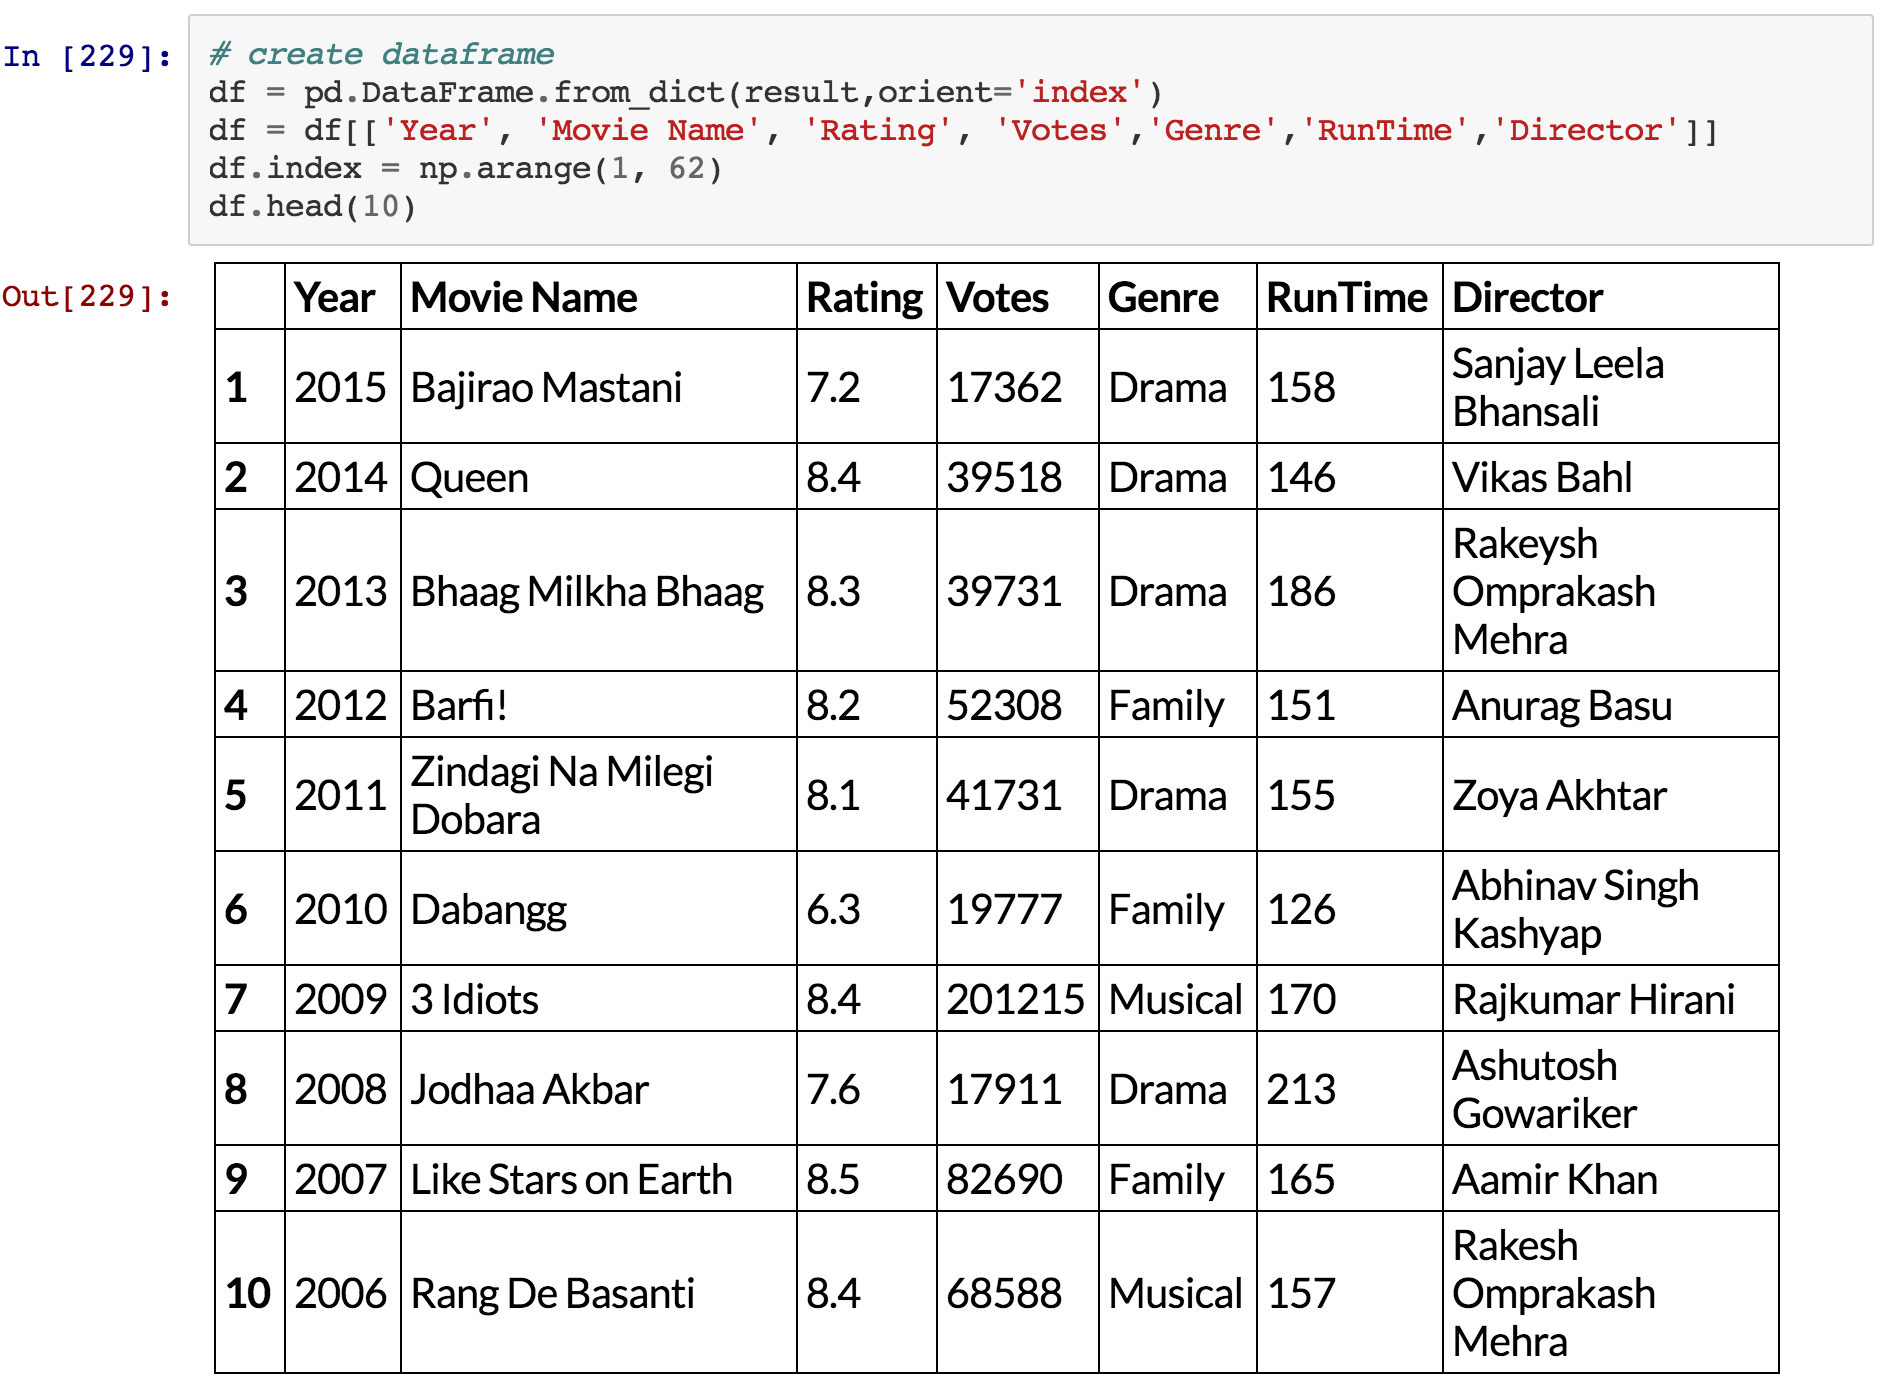 In [229]:
# create dataframe
df = pd.DataFrame.from_dict(result,orient='index')
df = df[['Year', 'Movie Name', 'Rating', 'Votes','Genre','RunTime','Director']]
df.index = np.arange(1, 62)
df.head(10)
Out[229]:
Year Movie Name Rating Votes Genre RunTime Director
1 2015 Bajirao Mastani 7.2 17362 Drama 158 Sanjay Leela
Bhansali
2 2014 Queen 8.4 39518 Drama 146 Vikas Bahl
3 2013 Bhaag Milkha Bhaag 8.3 39731 Drama 186 Rakeysh
Omprakash
Mehra
4 2012 Barfi! 8.2 52308 Family 151 Anurag Basu
5 2011 Zindagi Na Milegi
Dobara 8.1 41731 Drama 155 Zoya Akhtar
6 2010 Dabangg 6.3 19777 Family 126 Abhinav Singh
Kashyap
7 2009 3 Idiots 8.4 201215 Musical 170 Rajkumar Hirani
8 2008 Jodhaa Akbar 7.6 17911 Drama 213 Ashutosh
Gowariker
9 2007 Like Stars on Earth 8.5 82690 Family 165 Aamir Khan
10 2006 Rang De Basanti 8.4 68588 Musical 157 Rakesh
Omprakash
Mehra